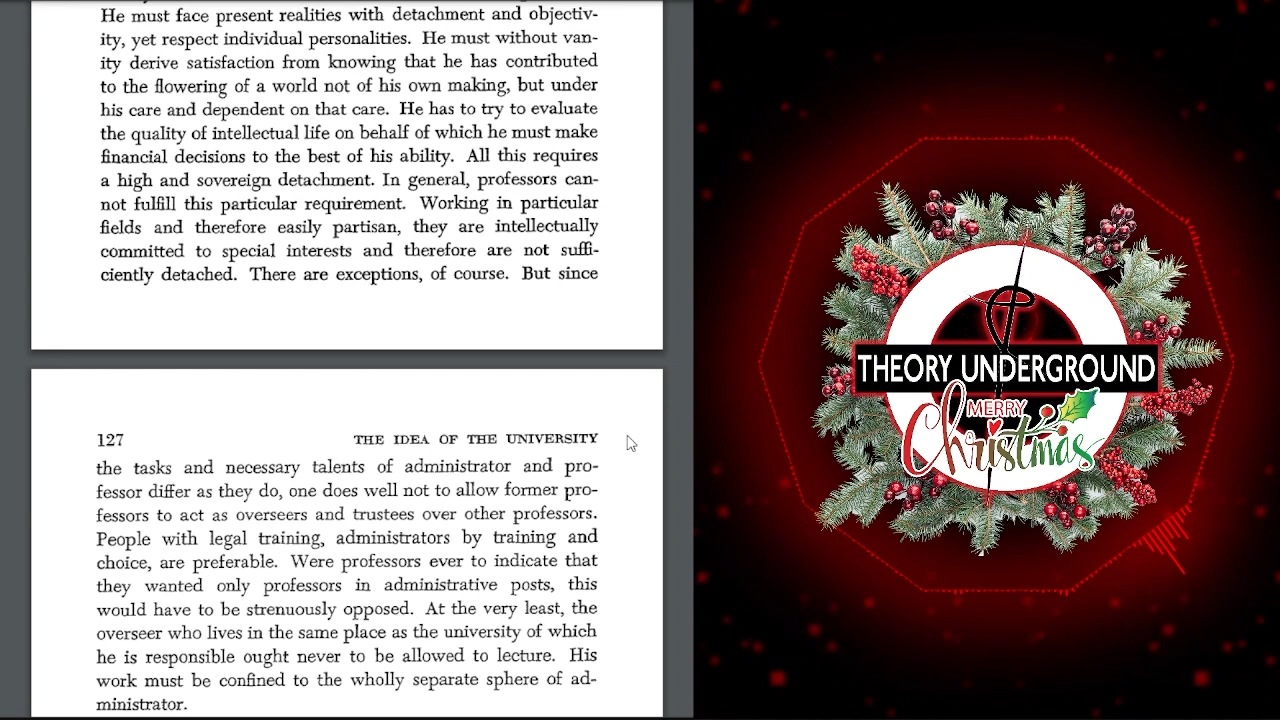 He must face present realities with detachment and objectiv-
ity, yet respect individual personalities. He must without van-
ity derive satisfaction from knowing that he has contributed
to the flowering of a world not of his own making, but under
his care and dependent on that care. He has to try to evaluate
the quality of intellectual life on behalf of which he must make
financial decisions to the best of his ability. All this requires
a high and sovereign detachment. In general, professors can-
not fulfill this particular requirement. Working in particular
fields and therefore easily partisan, they are intellectually
committed to special interests and therefore are not suffi-
ciently detached. There are exceptions, of course. But since
127 THE IDEA OF THE UNIVERSITY
the tasks and necessary talents of administrator and pro-
fessor differ as they do, one does well not to allow former pro-
fessors to act as overseers and trustees over other professors.
People with legal training, administrators by training and
choice, are preferable. Were professors ever to indicate that
they wanted only professors in administrative posts, this
would have to be strenuously opposed. At the very least, the
overseer who lives in the same place as the university of which
he is responsible ought never to be allowed to lecture. His
work must be confined to the wholly separate sphere of ad-
ministrator.
THEORY UNDERGROUND
MERRY
Christmas